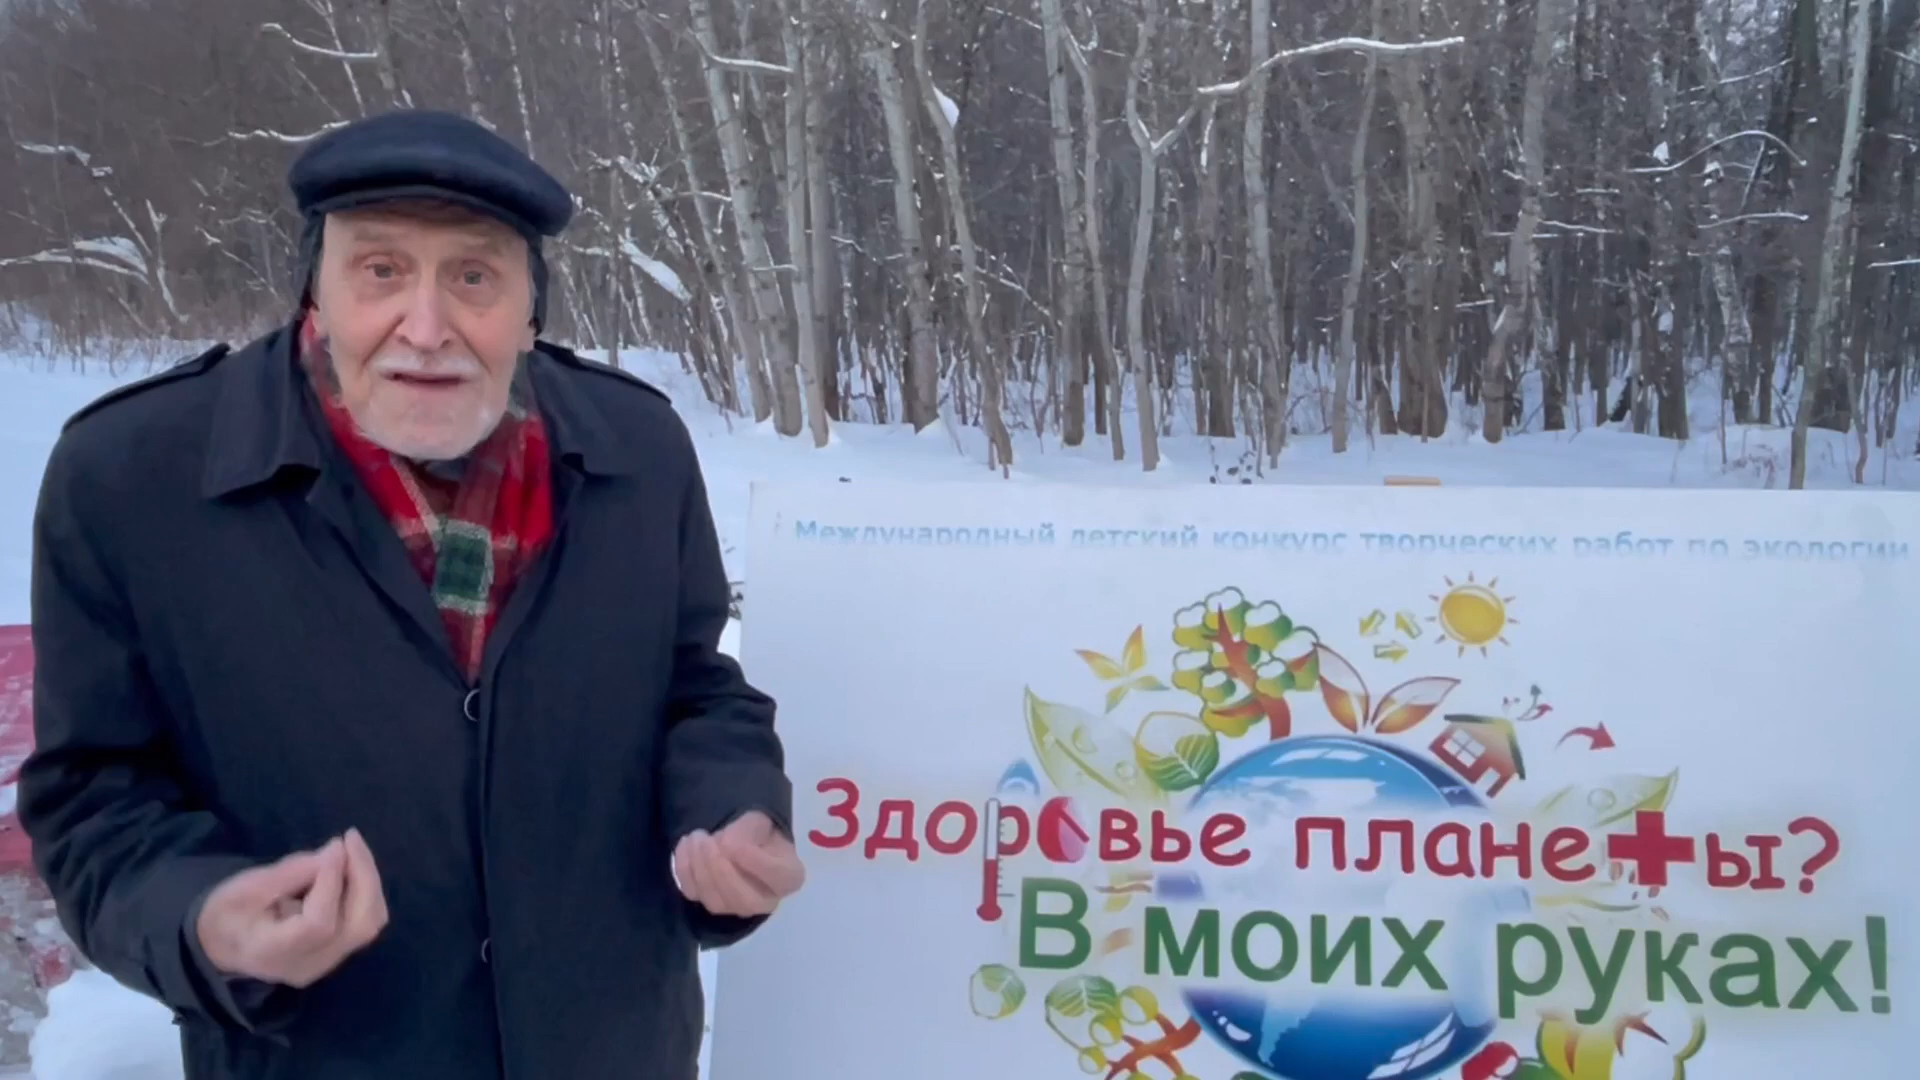 Международный детский конкурс творческих работ по экологии
Здоровье планеты?
В моих руках!